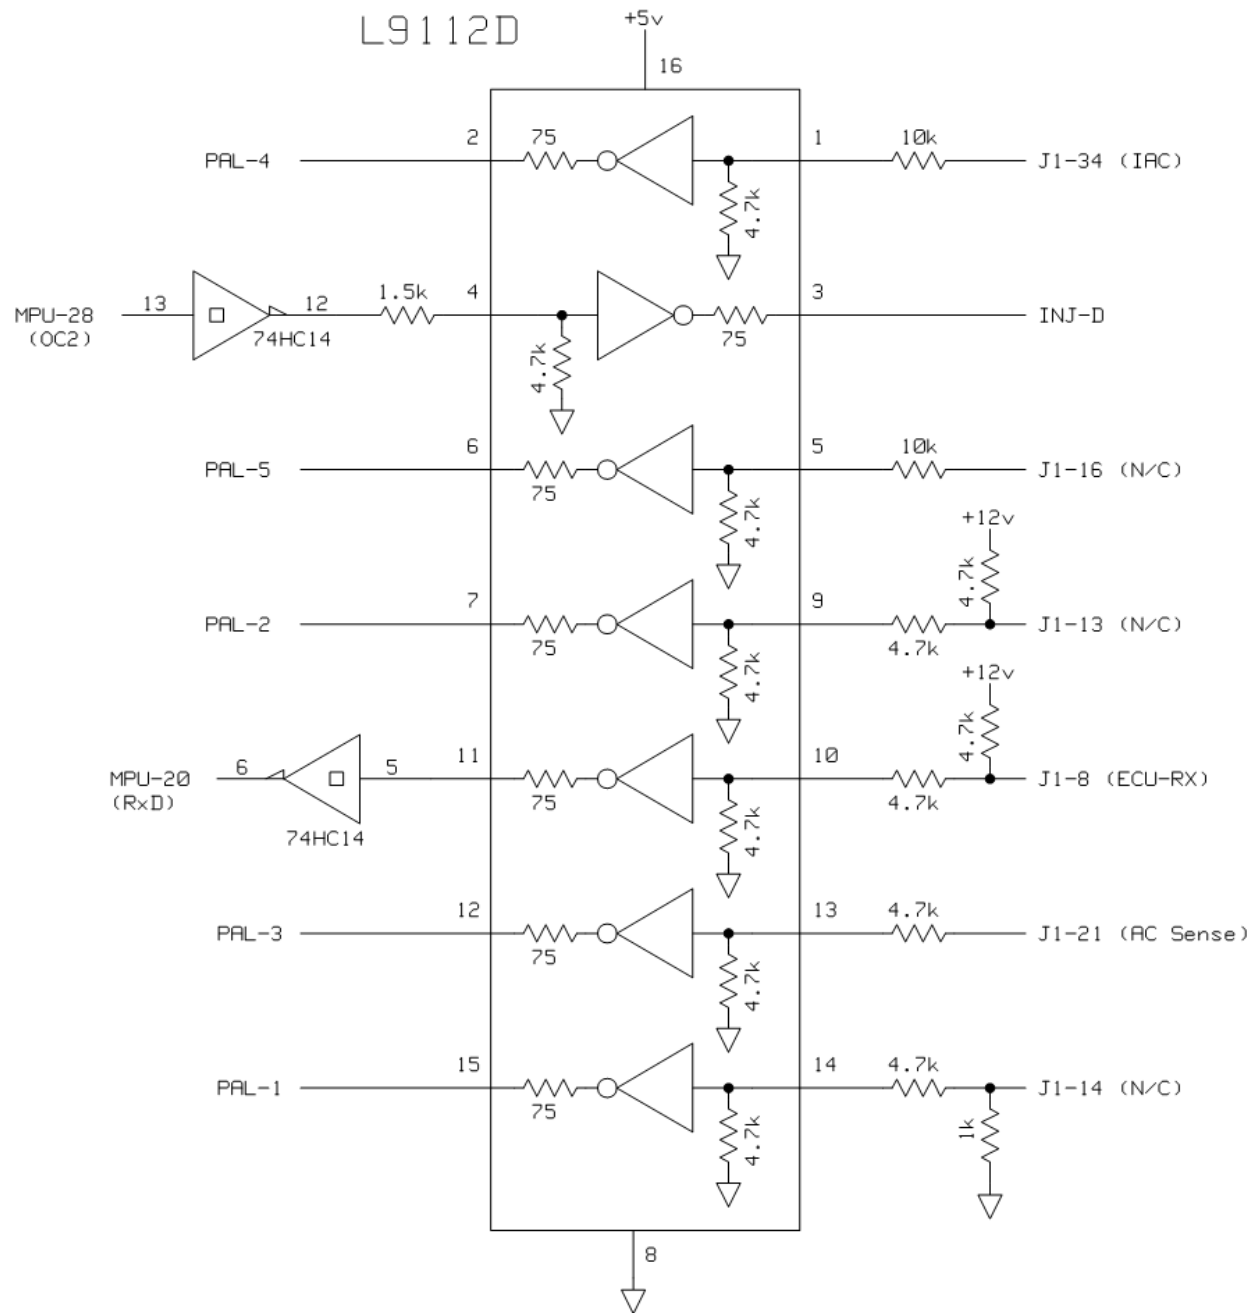 L9112D
+5v
16
PAL-4
2
75
1
10k
J1-34 (IAC)
4.7k
MPU-28
(OC2)
13
12
74HC14
1.5k
4
3
INJ-D
75
4.7k
PAL-5
6
75
5
10k
J1-16 (N/C)
4.7k
+12v
4.7k
PAL-2
7
75
9
4.7k
J1-13 (N/C)
4.7k
+12v
4.7k
MPU-20
(RxD)
6
5
74HC14
11
75
10
4.7k
J1-8 (ECU-RX)
4.7k
PAL-3
12
75
13
4.7k
J1-21 (AC Sense)
4.7k
PAL-1
15
75
14
4.7k
J1-14 (N/C)
4.7k
1k
8